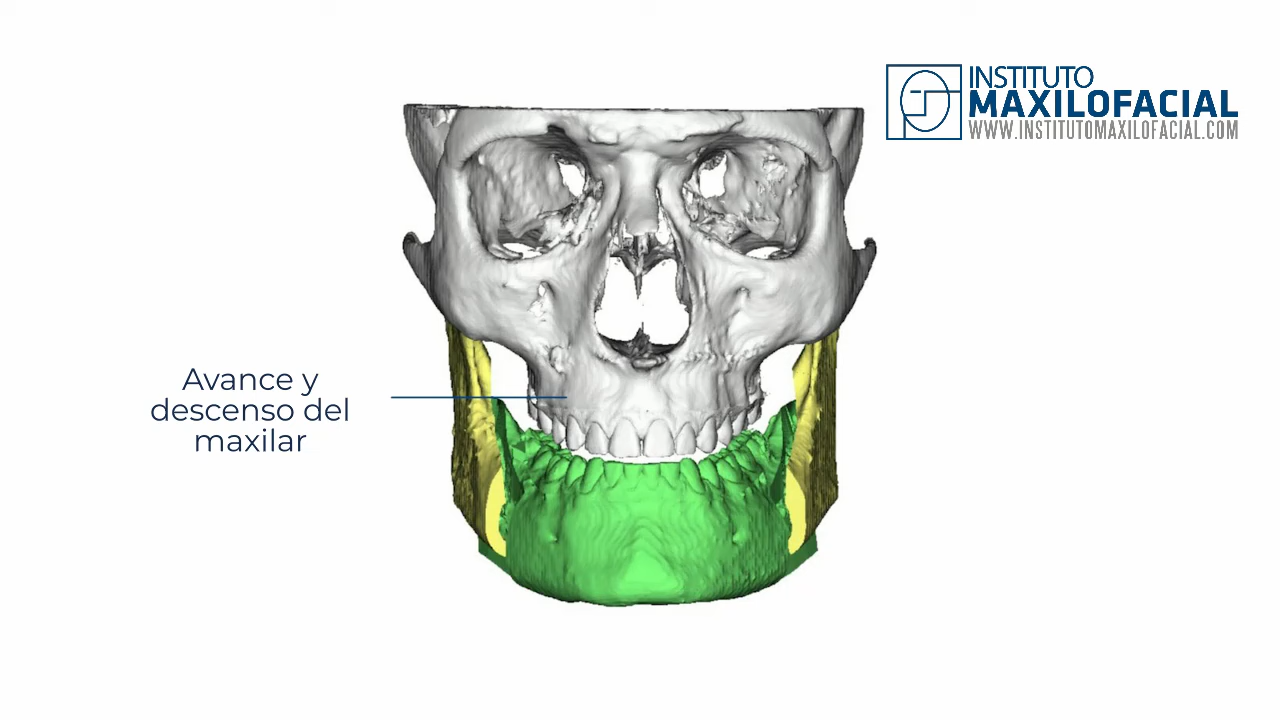 INSTITUTO
MAXILOFACIAL
WWW.INSTITUTOMAXILOFACIAL.COM
Avance y
descenso del
maxilar